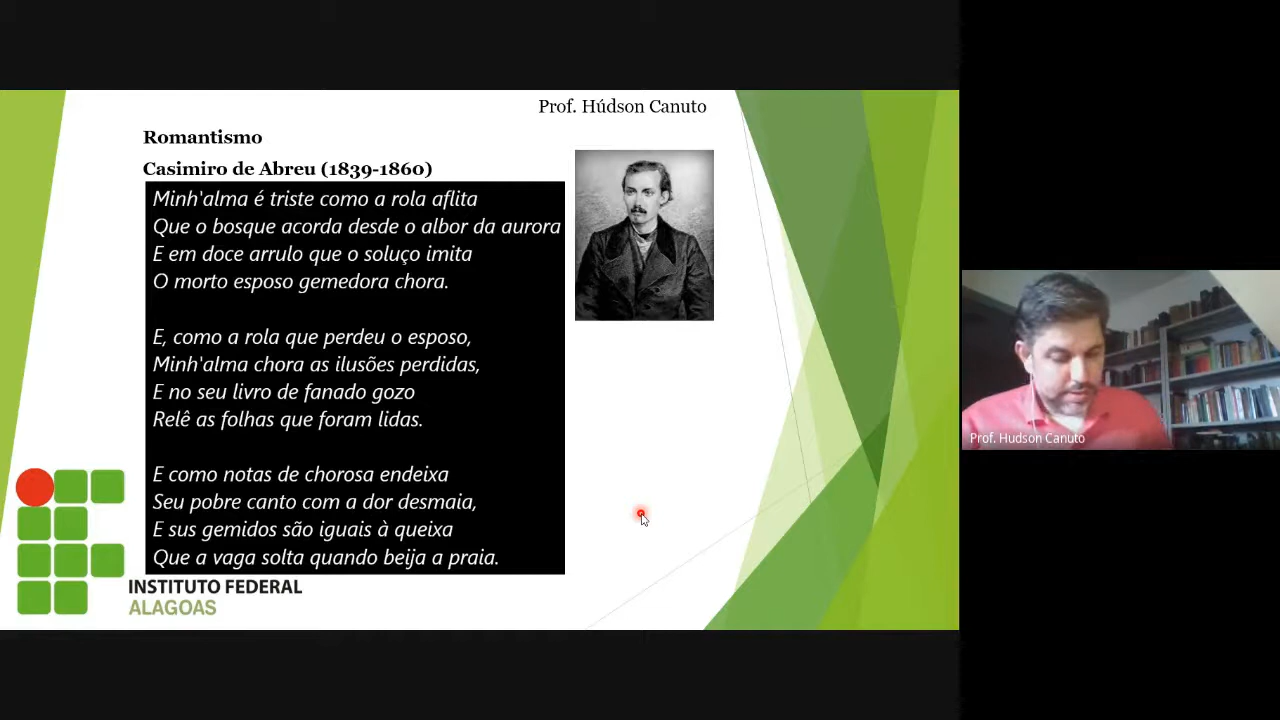 Prof. Húdson Canuto
Romantismo
Casimiro de Abreu (1839-1860)
Minh'alma é triste como a rola aflita
Que o bosque acorda desde o albor da aurora
E em doce arrulo que o soluço imita
O morto esposo gemedora chora.
E, como a rola que perdeu o esposo,
Minh'alma chora as ilusões perdidas,
E no seu livro de fanado gozo
Relê as folhas que foram lidas.
E como notas de chorosa endeixa
Seu pobre canto com a dor desmaia,
E sus gemidos são iguais à queixa
Que a vaga solta quando beija a praia.
INSTITUTO FEDERAL
ALAGOAS
Prof. Hudson Canuto